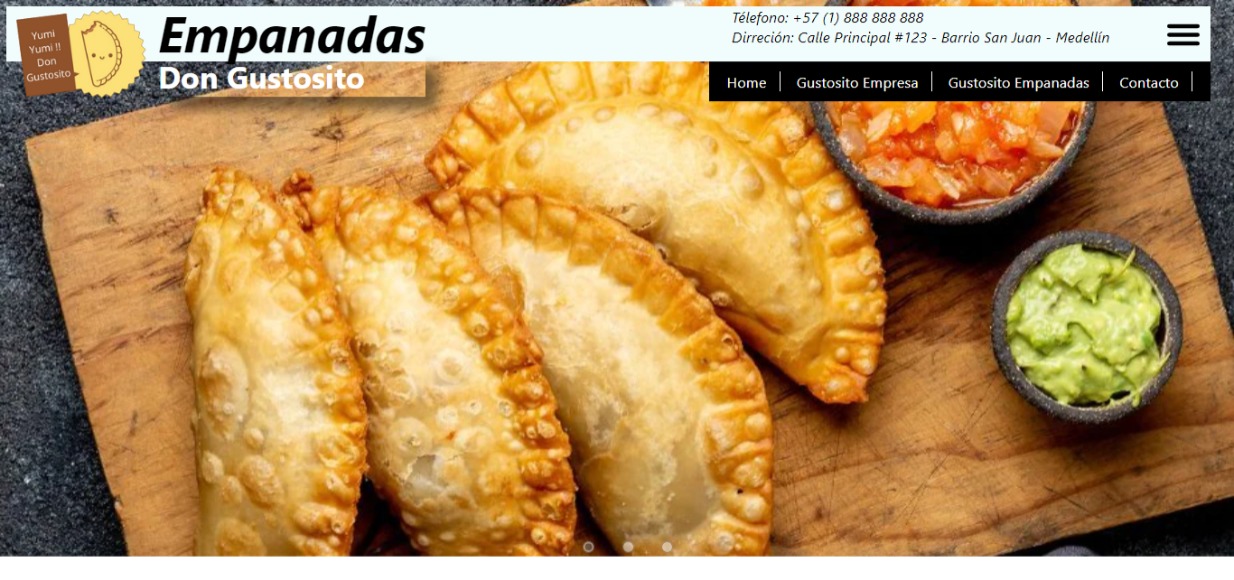 Yumi
Yumi !!
Don
Gustosito
Empanadas
Don Gustosito
Télefono: +57 (1) 888 888 888
Dirreción: Calle Principal #123 - Barrio San Juan - Medellín
Home
Gustosito Empresa
Gustosito Empanadas
Contacto